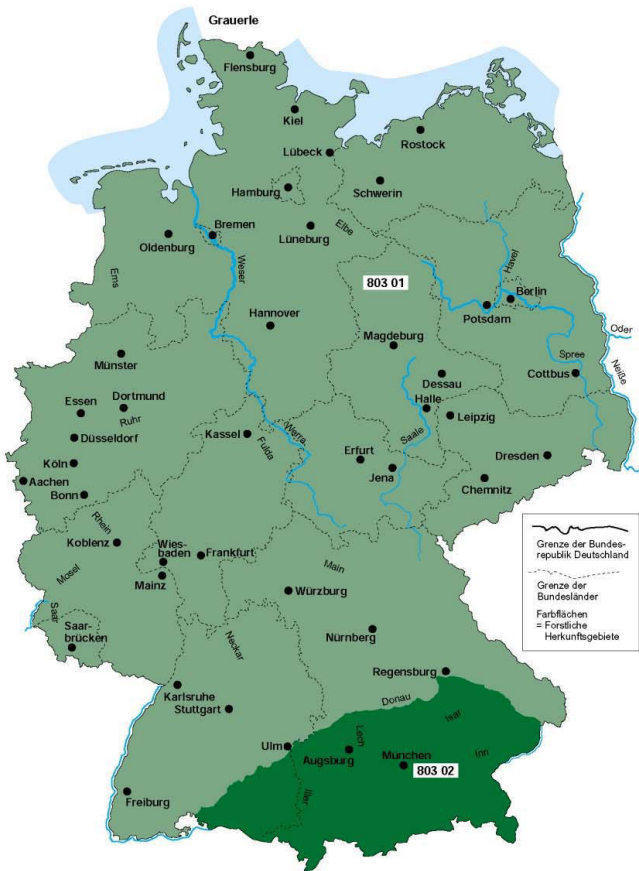 Grauerle
Flensburg
Kiel
Rostock
Lübeck
Schwerin
Hamburg
Bremen
Lüneburg
Elbe
Oldenburg
Weser
Ems
Havel
803 01
Berlin
Potsdam
Oder
Hannover
Magdeburg
Neiße
Spree
Münster
Cottbus
Dessau
Essen
Dortmund
Halle
Leipzig
Ruhr
Düsseldorf
Kassel
Werra
Saale
Fulda
Erfurt
Dresden
Köln
Jena
Aachen
Chemnitz
Bonn
Rhein
Koblenz
Wies-
baden
Frankfurt
Mosel
Main
Mainz
Würzburg
Saar
Saar-
brücken
Neckar
Nürnberg
Regensburg
Karlsruhe
Donau
Stuttgart
Isar
Ulm
Lech
Inn
Augsburg
München
803 02
Iller
Freiburg
Grenze der Bundes-
republik Deutschland
Grenze der
Bundesländer
Farbflächen
= Forstliche
Herkunftsgebiete